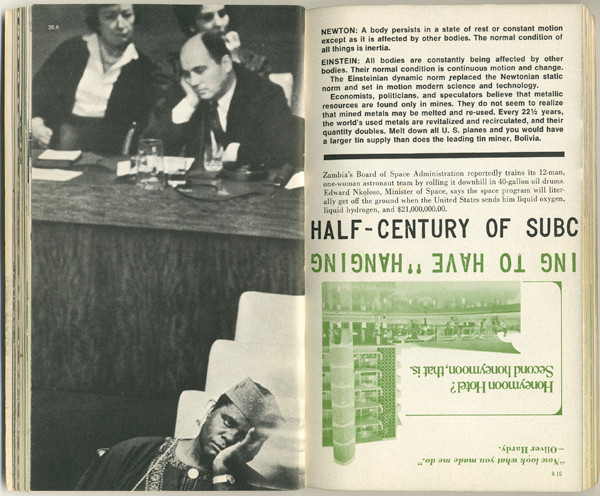 30 A
NEWTON: A body persists in a state of rest or constant motion
except as it is affected by other bodies. The normal condition of
all things is inertia.
EINSTEIN: All bodies are constantly being affected by other
bodies. Their normal condition is continuous motion and change.
The Einsteinian dynamic norm replaced the Newtonian static
norm and set in motion modern science and technology.
Economists, politicians, and speculators believe that metallic
resources are found only in mines. They do not seem to realize
that mined metals may be melted and re-used. Every 22½ years,
the world's used metals are revitalized and recirculated, and their
quantity doubles. Melt down all U. S. planes and you would have
a larger tin supply than does the leading tin miner, Bolivia.
Zambia's Board of Space Administration reportedly trains its 12-man,
one-woman astronaut team by rolling it downhill in 40-gallon oil drums.
Edward Nkoloso, Minister of Space, says the space program will liter-
ally get off the ground when the United States sends him liquid oxygen,
liquid hydrogen, and $21,000,000.00.
HALF-CENTURY OF SUBC
ING TO HAVE "HANGING
31 B
"Now look what you made me do."
—Oliver Hardy.
Honeymoon Hotel?
Second honeymoon, that is.